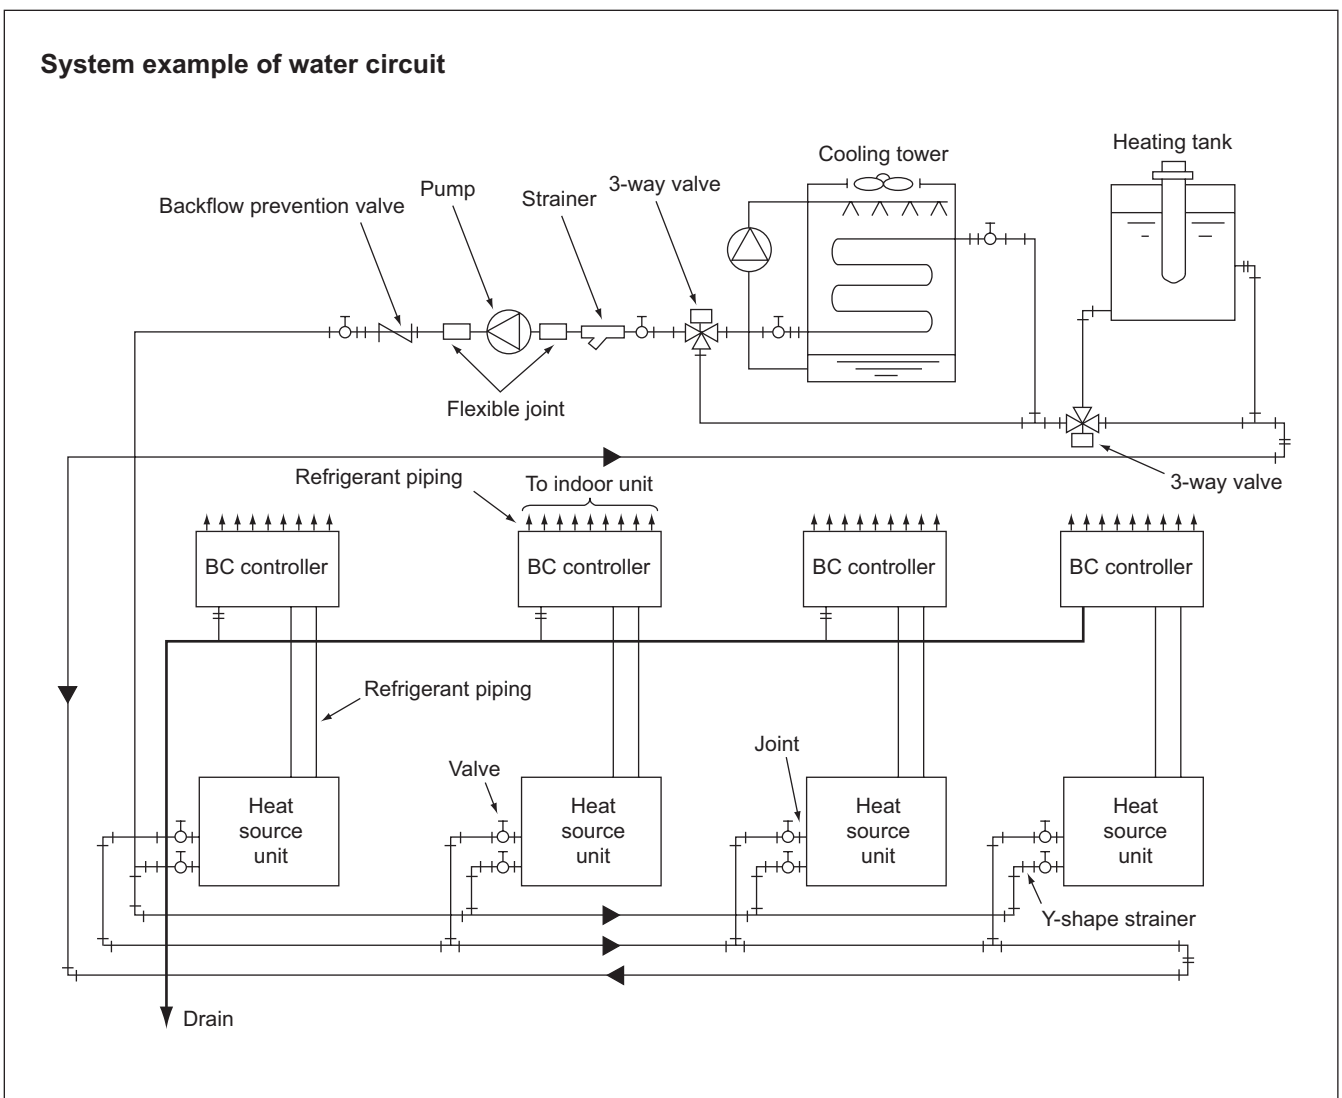 System example of water circuit
Heating tank
Cooling tower
3-way valve
Pump
Strainer
Backflow prevention valve
Flexible joint
Refrigerant piping
To indoor unit
3-way valve
BC controller
BC controller
BC controller
BC controller
Refrigerant piping
Joint
Valve
Heat
source
unit
Heat
source
unit
Heat
source
unit
Heat
source
unit
Y-shape strainer
Drain